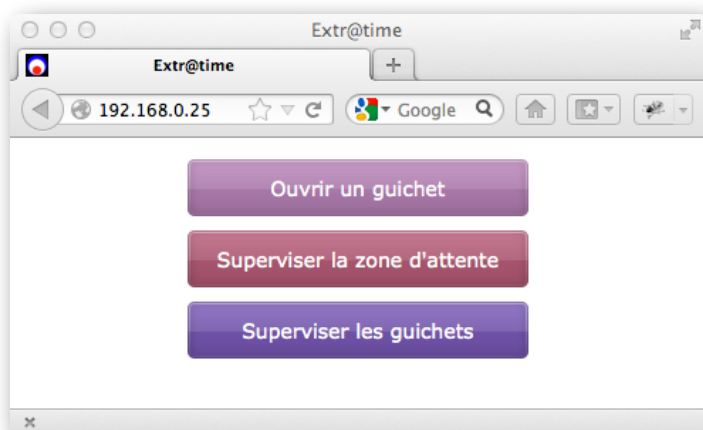 Extr@time
Extr@time
192.168.0.25 Google
Ouvrir un guichet
Superviser la zone d'attente
Superviser les guichets